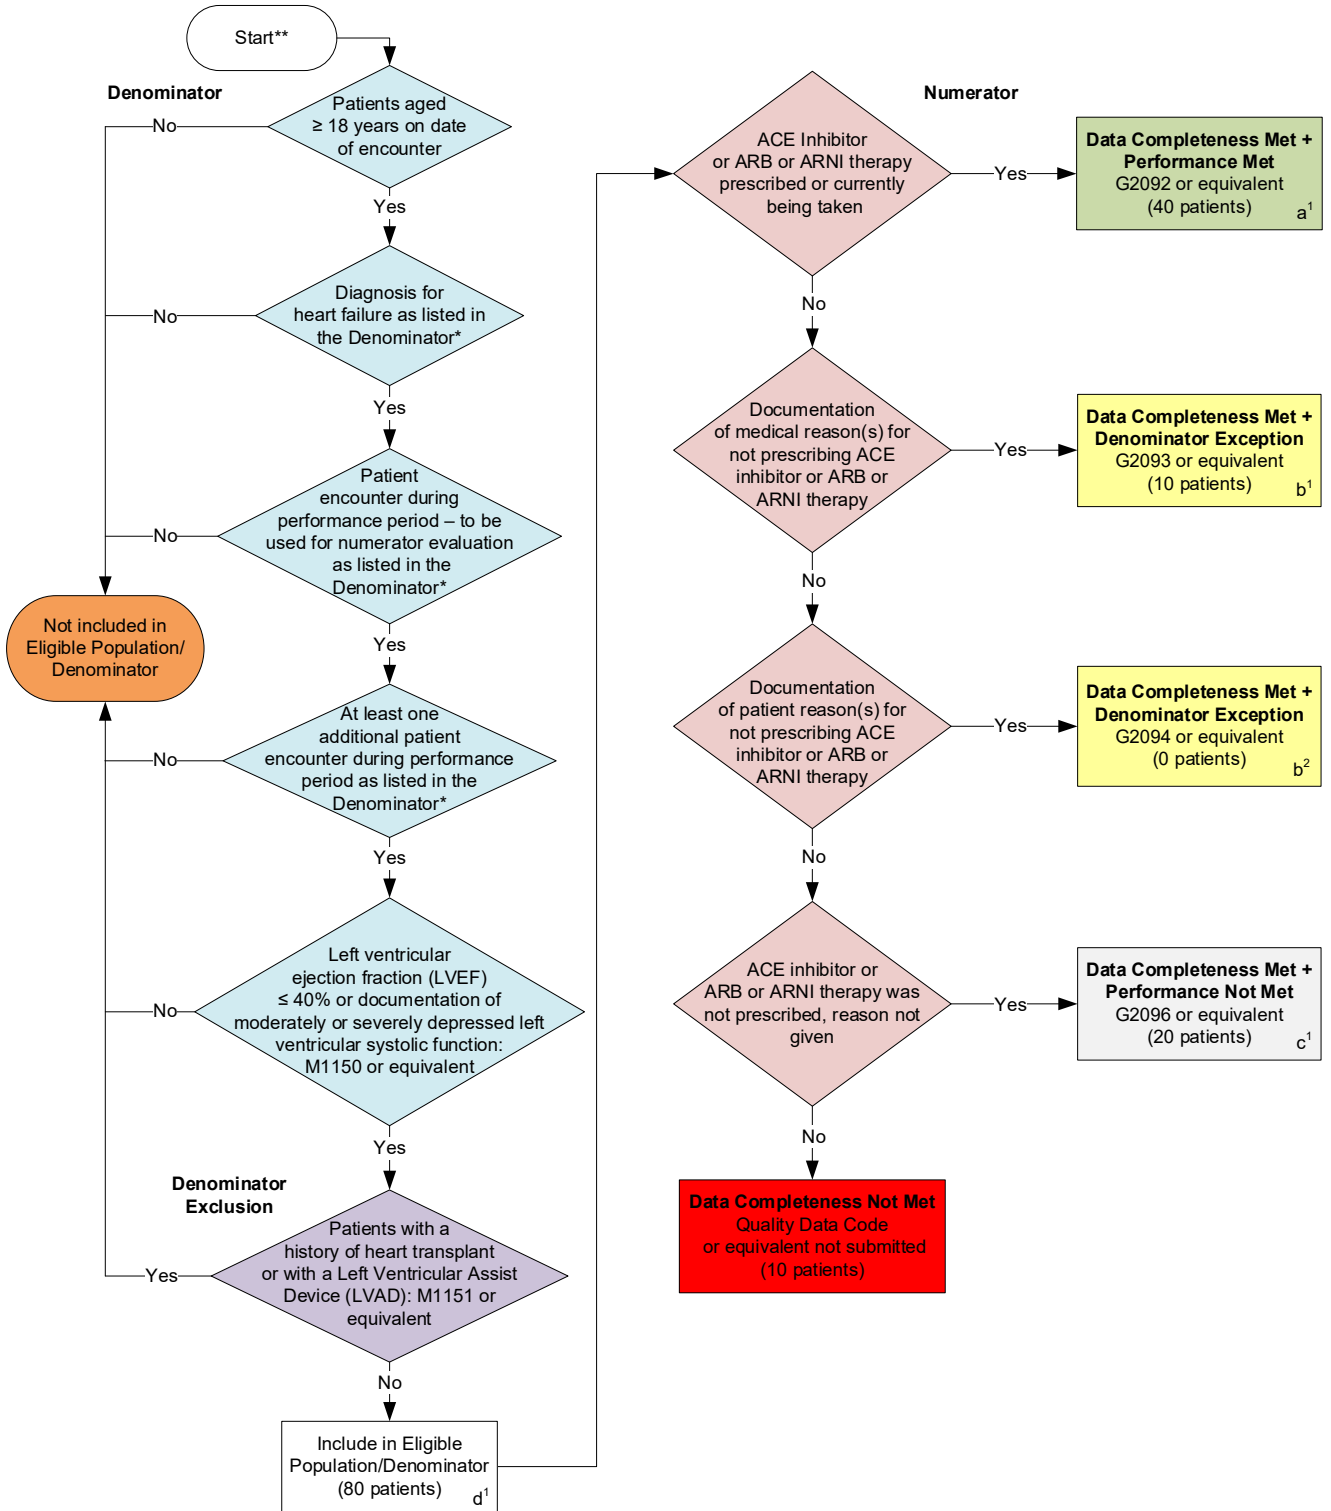 Start**
Denominator
Patients aged
≥ 18 years on date
of encounter
No
Yes
Diagnosis for
heart failure as listed in
the Denominator*
No
Yes
Patient
encounter during
performance period – to be
used for numerator evaluation
as listed in the
Denominator*
No
Yes
Not included in
Eligible Population/
Denominator
At least one
additional patient
encounter during performance
period as listed in the
Denominator*
No
Yes
Left ventricular
ejection fraction (LVEF)
≤ 40% or documentation of
moderately or severely depressed left
ventricular systolic function:
M1150 or equivalent
No
Yes
Denominator
Exclusion
Patients with a
history of heart transplant
or with a Left Ventricular Assist
Device (LVAD): M1151 or
equivalent
Yes
No
Include in Eligible
Population/Denominator
(80 patients)
d¹
Numerator
ACE Inhibitor
or ARB or ARNI therapy
prescribed or currently
being taken
Yes
Data Completeness Met +
Performance Met
G2092 or equivalent
(40 patients)
a¹
No
Documentation
of medical reason(s) for
not prescribing ACE
inhibitor or ARB or
ARNI therapy
Yes
Data Completeness Met +
Denominator Exception
G2093 or equivalent
(10 patients)
b¹
No
Documentation
of patient reason(s) for
not prescribing ACE
inhibitor or ARB or
ARNI therapy
Yes
Data Completeness Met +
Denominator Exception
G2094 or equivalent
(0 patients)
b²
No
ACE inhibitor or
ARB or ARNI therapy was
not prescribed, reason not
given
Yes
Data Completeness Met +
Performance Not Met
G2096 or equivalent
(20 patients)
c¹
No
Data Completeness Not Met
Quality Data Code
or equivalent not submitted
(10 patients)